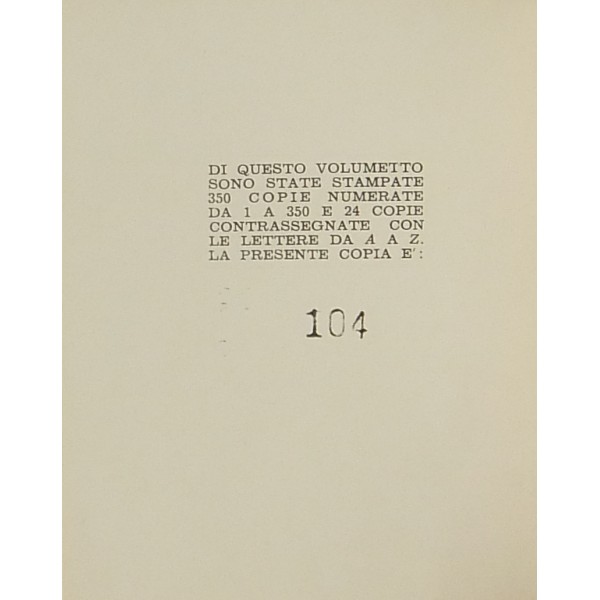 DI QUESTO VOLUMETTO
SONO STATE STAMPATE
350 COPIE NUMERATE
DA 1 A 350 E 24 COPIE
CONTRASSEGNATE CON
LE LETTERE DA A A Z.
LA PRESENTE COPIA E':
104